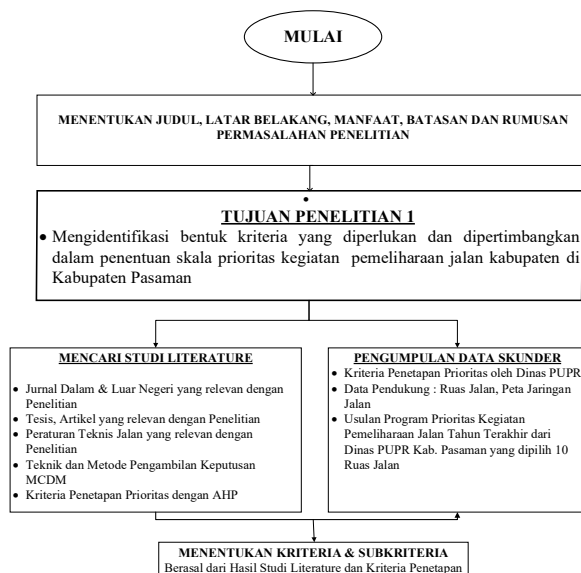 MULAI
MENENTUKAN JUDUL, LATAR BELAKANG, MANFAAT, BATASAN DAN RUMUSAN
PERMASALAHAN PENELITIAN
•
TUJUAN PENELITIAN 1
• Mengidentifikasi bentuk kriteria yang diperlukan dan dipertimbangkan
dalam penentuan skala prioritas kegiatan pemeliharaan jalan kabupaten di
Kabupaten Pasaman
MENCARI STUDI LITERATURE
• Jurnal Dalam & Luar Negeri yang relevan dengan
Penelitian
• Tesis, Artikel yang relevan dengan Penelitian
• Peraturan Teknis Jalan yang relevan dengan
Penelitian
• Teknik dan Metode Pengambilan Keputusan
MCDM
• Kriteria Penetapan Prioritas dengan AHP
PENGUMPULAN DATA SKUNDER
• Kriteria Penetapan Prioritas oleh Dinas PUPR
• Data Pendukung : Ruas Jalan, Peta Jaringan
Jalan
• Usulan Program Prioritas Kegiatan
Pemeliharaan Jalan Tahun Terakhir dari
Dinas PUPR Kab. Pasaman yang dipilih 10
Ruas Jalan
MENENTUKAN KRITERIA & SUBKRITERIA
Berasal dari Hasil Studi Literature dan Kriteria Penetapan